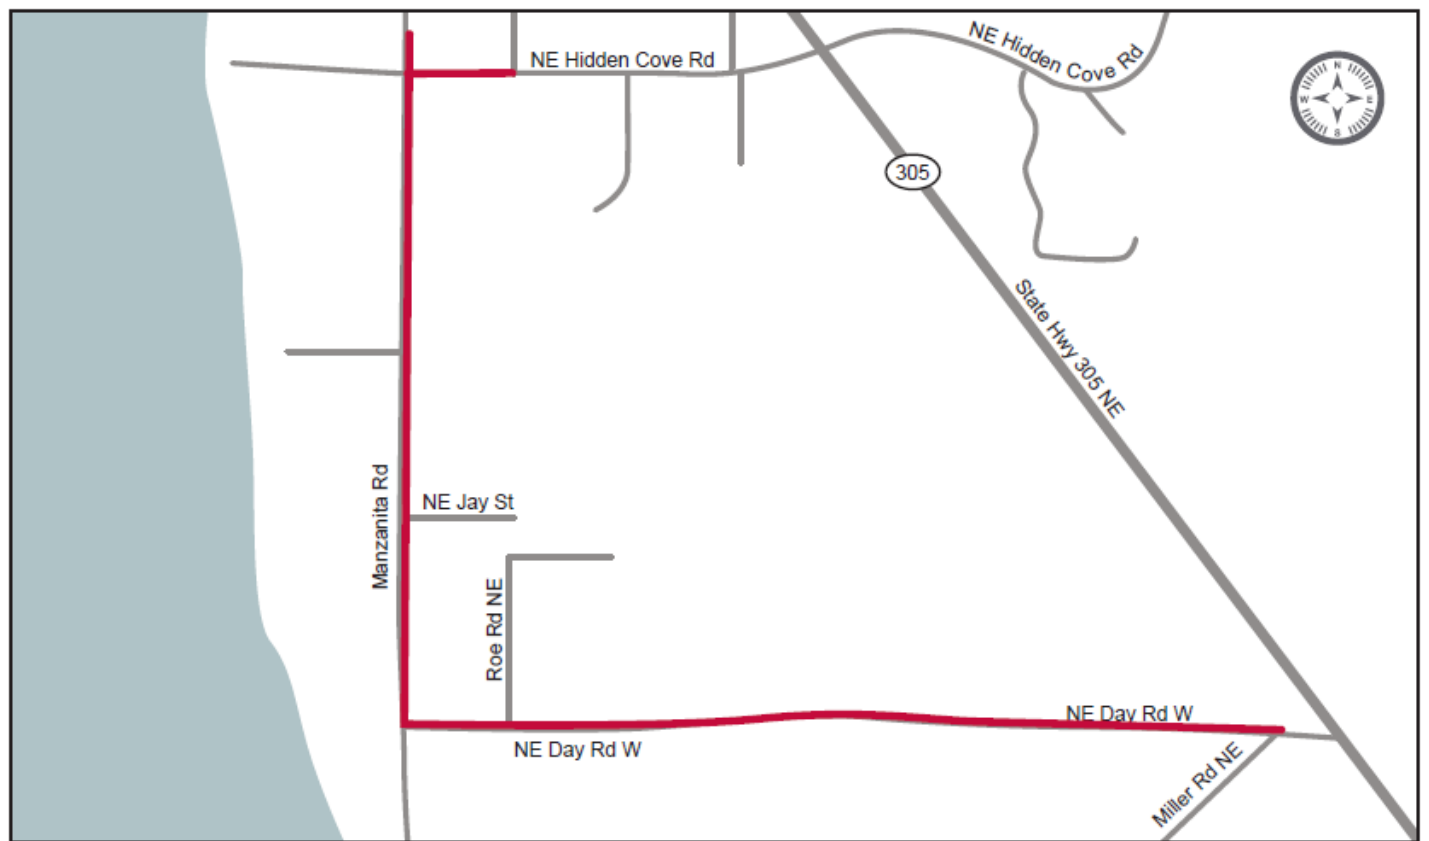 NE Hidden Cove Rd
NE Hidden Cove Rd
N
W
E
S
305
State Hwy 305 NE
Manzanita Rd
NE Jay St
Roe Rd NE
NE Day Rd W
NE Day Rd W
Miller Rd NE